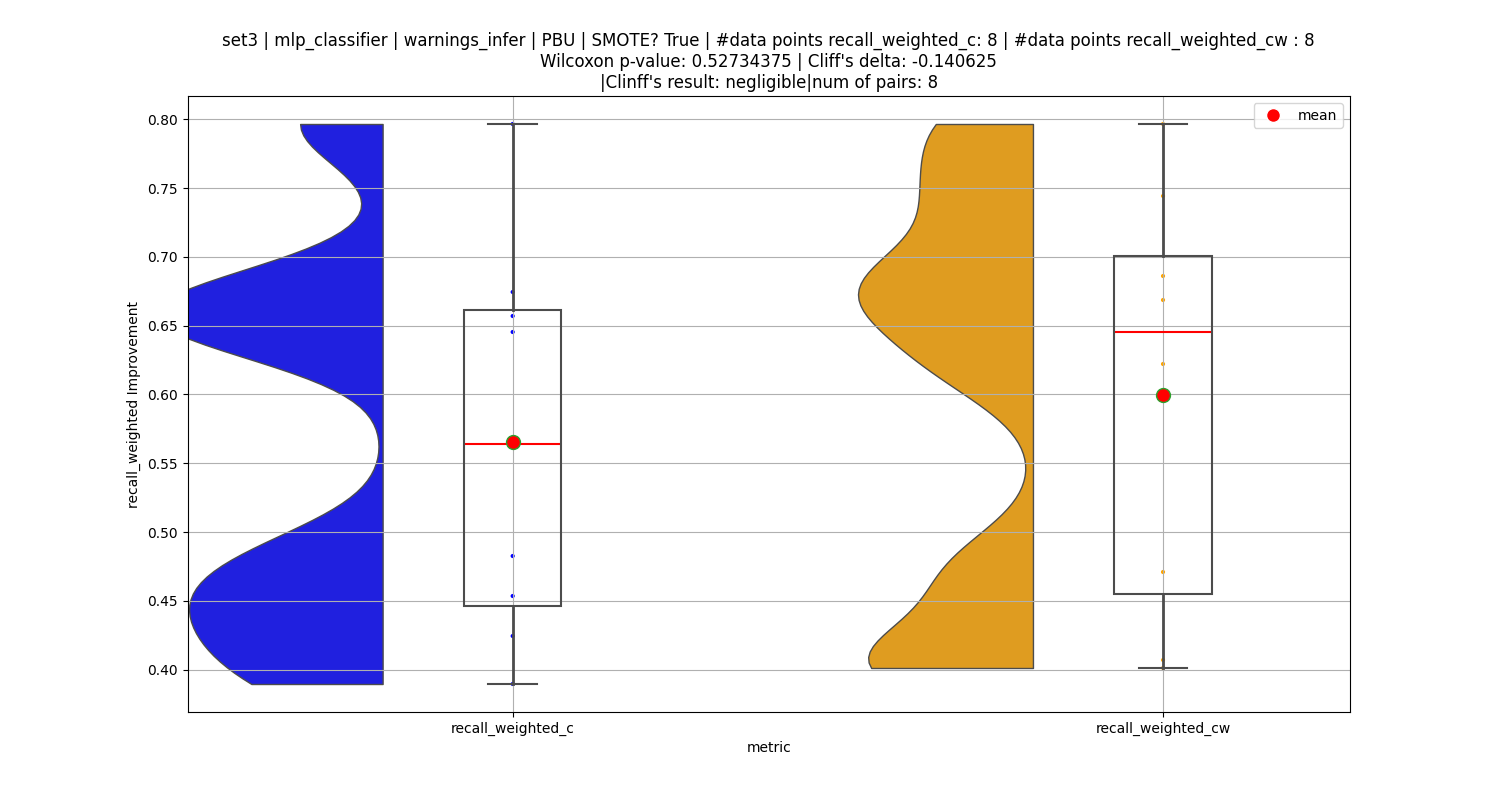 set3 | mlp_classifier | warnings_infer | PBU | SMOTE? True | #data points recall_weighted_c: 8 | #data points recall_weighted_cw : 8
Wilcoxon p-value: 0.52734375 | Cliff's delta: -0.140625
|Clinff's result: negligible|num of pairs: 8
mean
0.80
0.75
0.70
0.65
0.60
0.55
0.50
0.45
0.40
recall_weighted Improvement
recall_weighted_c
recall_weighted_cw
metric